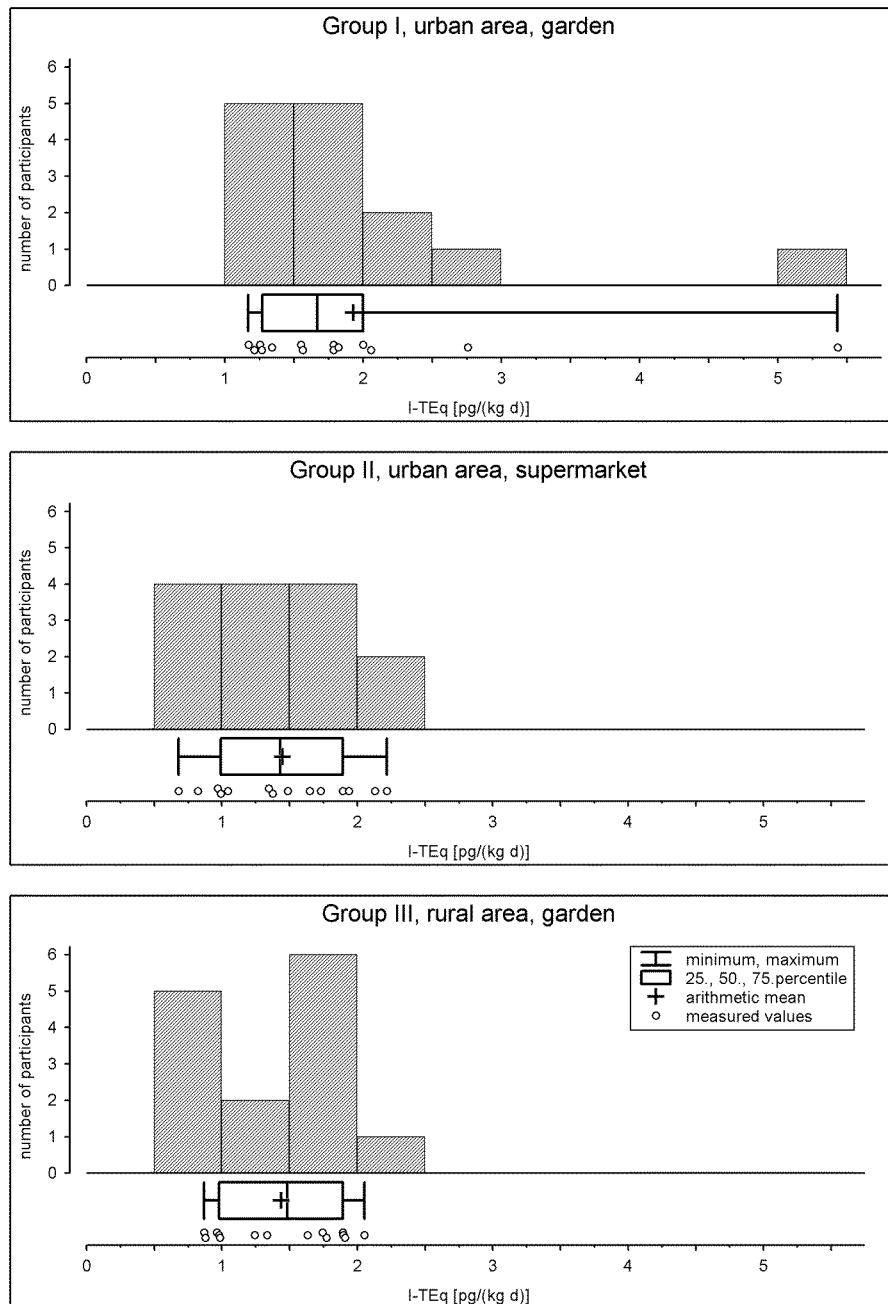 Group I, urban area, garden
number of participants
6
5
4
3
2
1
0
0 1 2 3 4 5
I-TEq [pg/(kg d)]
Group II, urban area, supermarket
number of participants
6
5
4
3
2
1
0
0 1 2 3 4 5
I-TEq [pg/(kg d)]
Group III, rural area, garden
number of participants
6
5
4
3
2
1
0
minimum, maximum
25., 50., 75.percentile
arithmetic mean
measured values
0 1 2 3 4 5
I-TEq [pg/(kg d)]